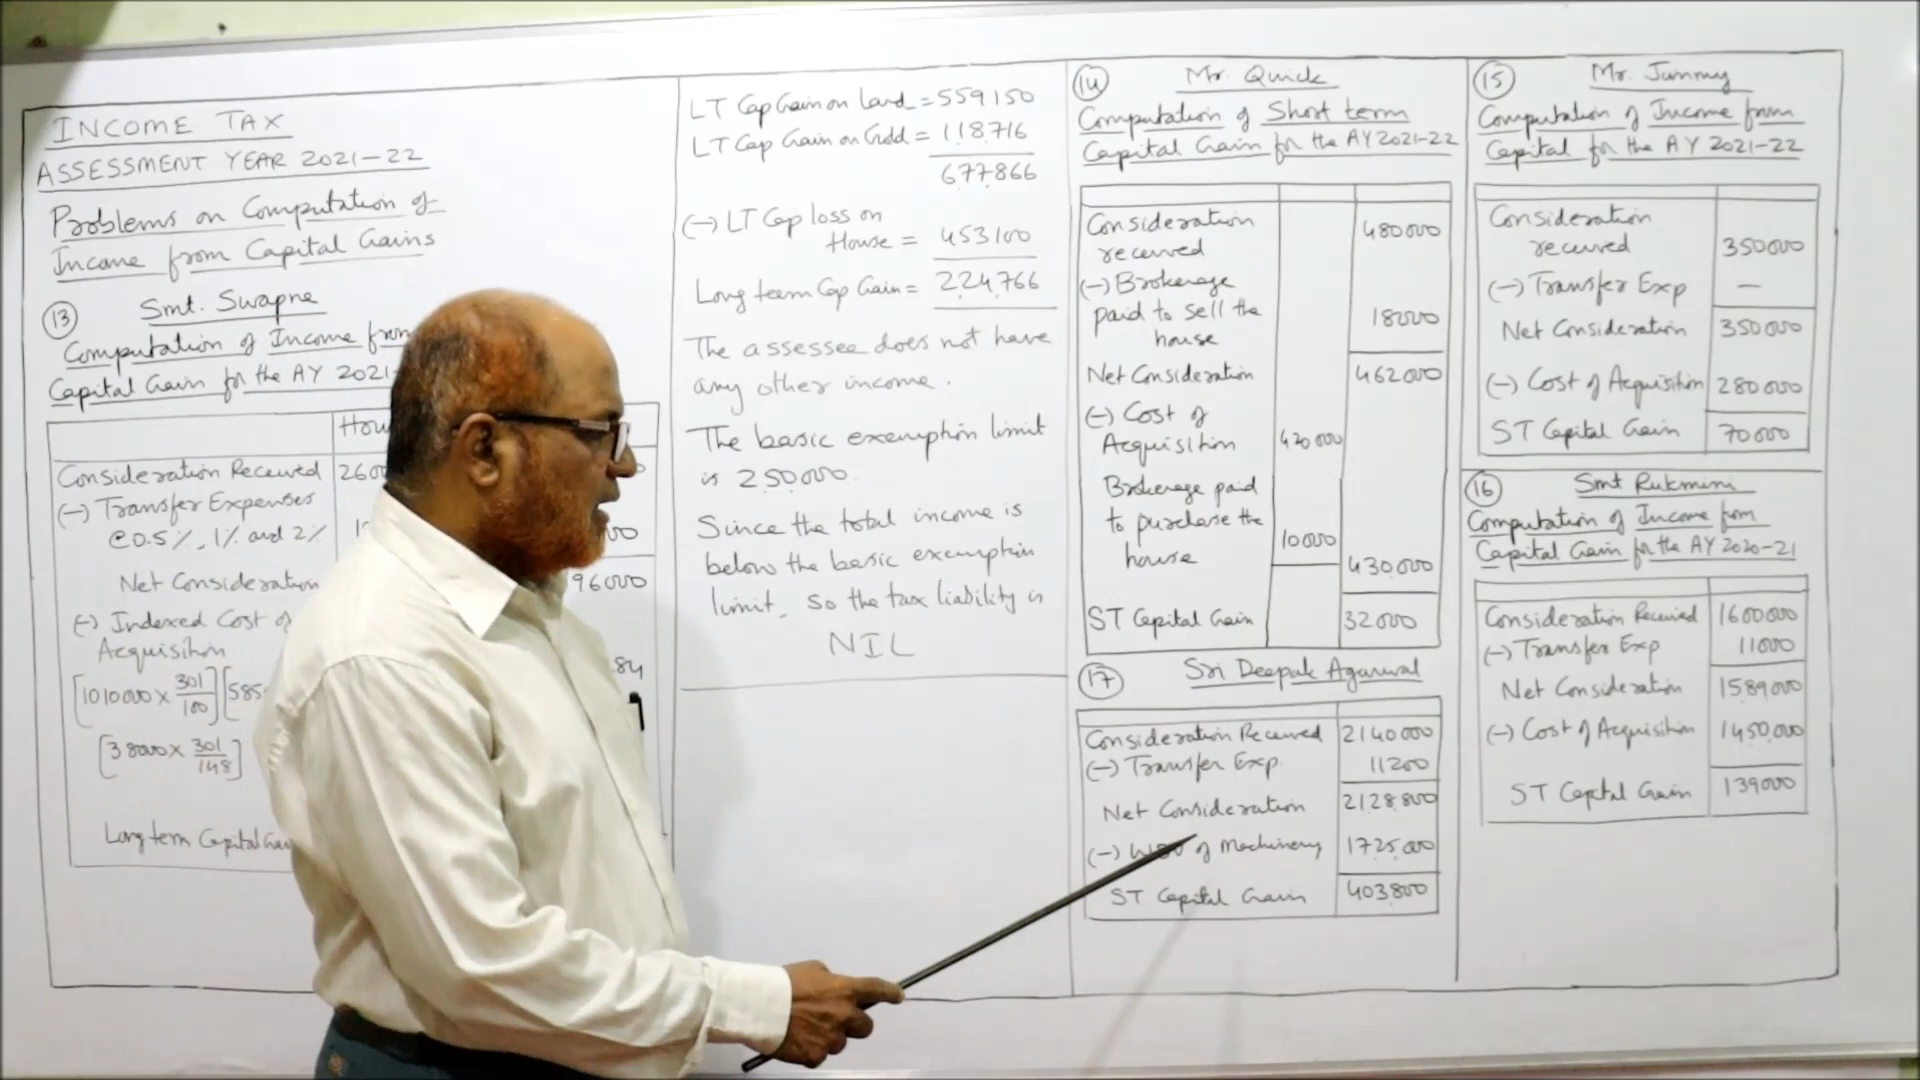 INCOME TAX
ASSESSMENT YEAR 2021-22
Problems on Computation of
Income from Capital Gains
13 Smt. Swapna
Computation of Income from
Capital Gain for the AY 2021-
Consideration Received
(-) Transfer Expenses
@0.5%, 1% and 2%
Net Consideration 96000
(-) Indexed Cost of
Acquisition
[1010000 × 301/100] [585
84
[38000 × 301/148]
Long term Capital Gai
LT Cap Gain on Land = 559150
LT Cap Gain on Gold = 118716
677866
(-) LT Cap loss on
House = 453100
Long term Cap Gain = 224766
The assessee does not have
any other income.
The basic exemption limit
is 250000.
Since the total income is
below the basic exemption
limit, so the tax liability is
NIL
14 Mr. Quick
Computation of Short term
Capital Gain for the AY 2021-22
Consideration 480000
received
(-) Brokerage
paid to sell the 18000
house
Net Consideration 462000
(-) Cost of
Acquisition 420000
Brokerage paid
to purchase the
house 10000 430000
ST Capital Gain 32000
17 Sri Deepak Agarwal
Consideration Received 2140000
(-) Transfer Exp. 11200
Net Consideration 2128800
(-) WDV of Machinery 1725000
ST Capital Gain 403800
15 Mr. Jummy
Computation of Income from
Capital for the AY 2021-22
Consideration
received 350000
(-) Transfer Exp —
Net Consideration 350000
(-) Cost of Acquisition 280000
ST Capital Gain 70000
16 Smt Rukmini
Computation of Income from
Capital Gain for the AY 2020-21
Consideration Received 1600000
(-) Transfer Exp 11000
Net Consideration 1589000
(-) Cost of Acquisition 1450000
ST Capital Gain 139000